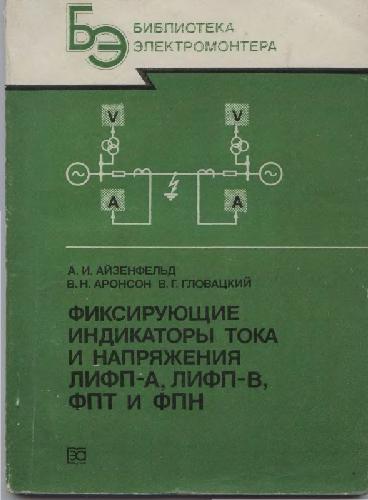 БЭ
БИБЛИОТЕКА
ЭЛЕКТРОМОНТЕРА
V
V
A
A
А. И. АЙЗЕНФЕЛЬД
В. Н. АРОНСОН В. Г. ГЛОВАЦКИЙ
ФИКСИРУЮЩИЕ
ИНДИКАТОРЫ ТОКА
И НАПРЯЖЕНИЯ
ЛИФП-А, ЛИФП-В,
ФПТ И ФПН